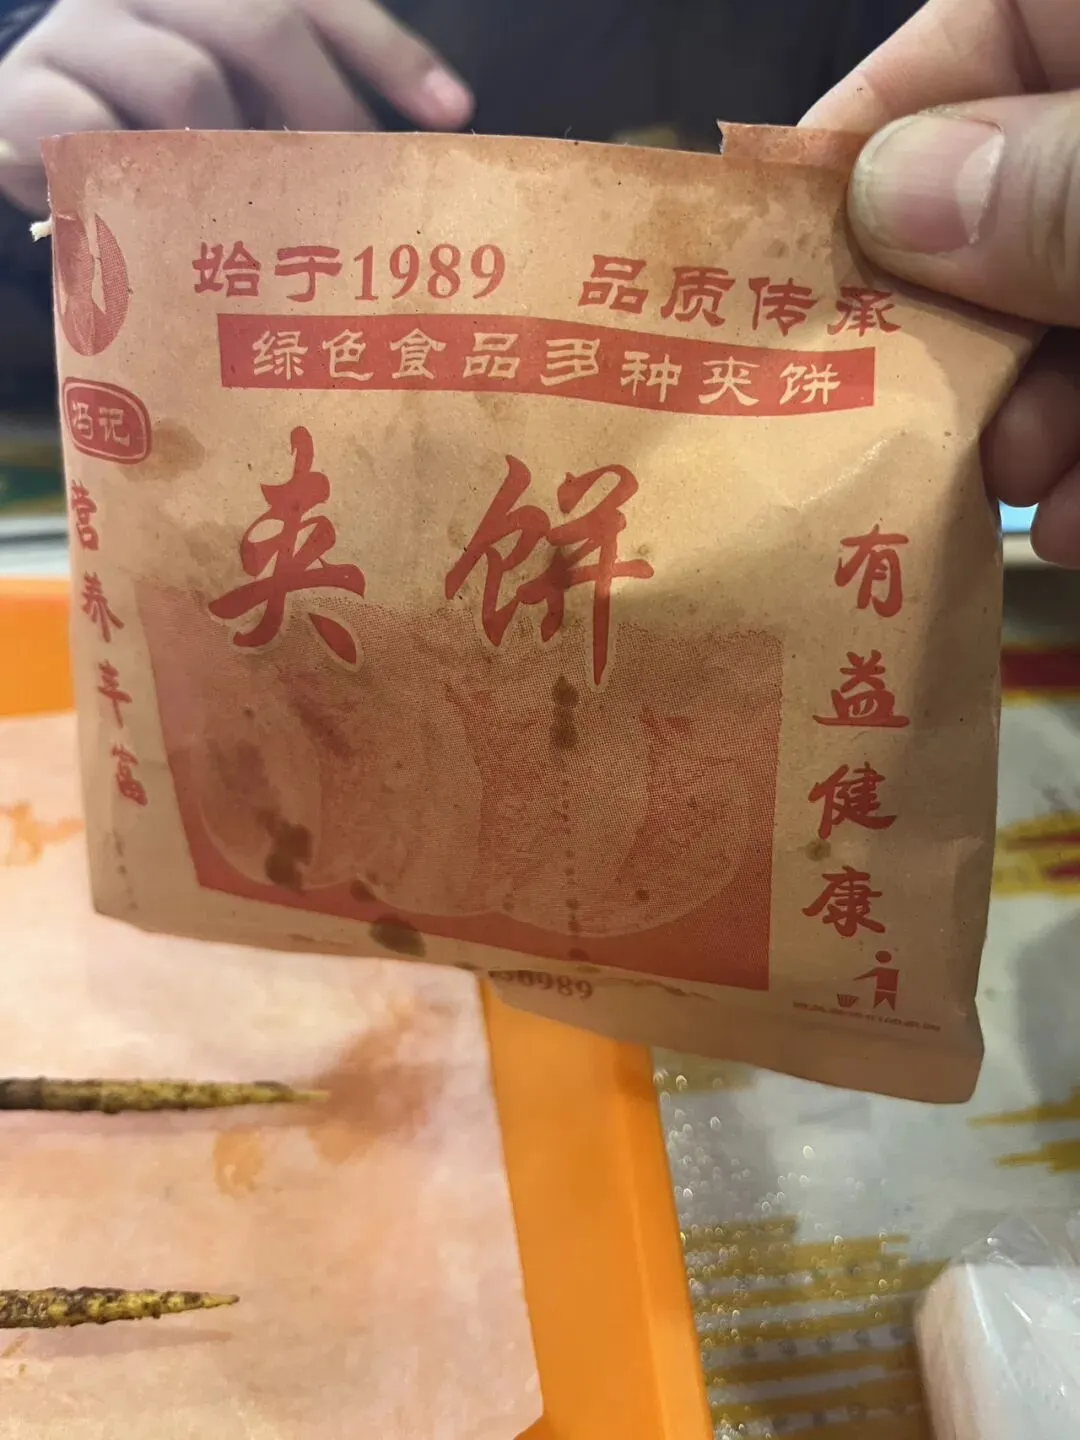 始于1989 品质传承
绿色食品多种夹饼
冯记
夹饼
营养丰富
有益健康
0989